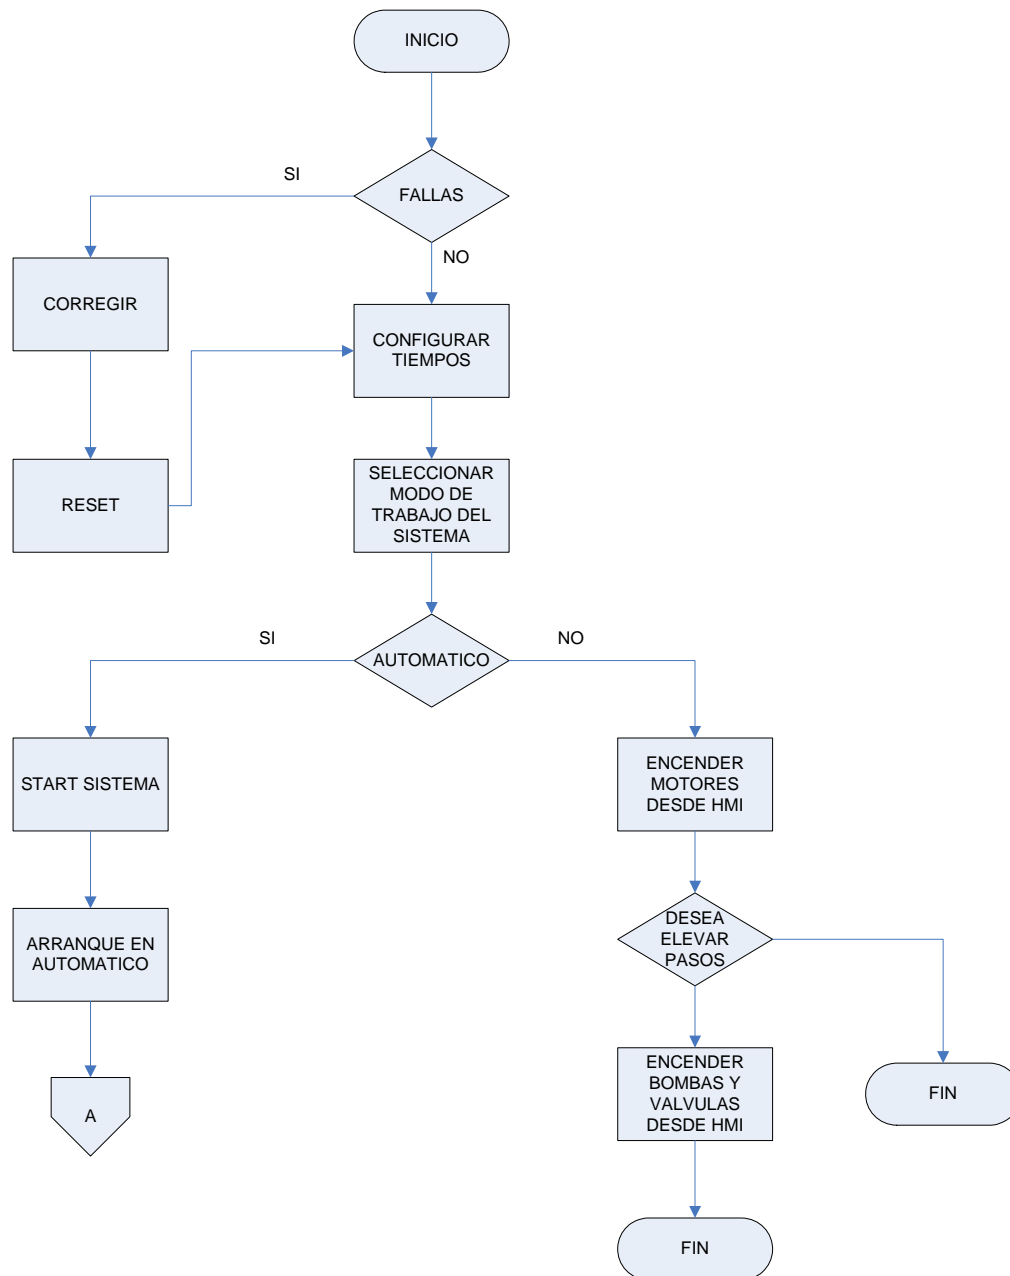 INICIO
SI
FALLAS
NO
CORREGIR
CONFIGURAR
TIEMPOS
RESET
SELECCIONAR
MODO DE
TRABAJO DEL
SISTEMA
SI
AUTOMATICO
NO
START SISTEMA
ENCENDER
MOTORES
DESDE HMI
ARRANQUE EN
AUTOMATICO
DESEA
ELEVAR
PASOS
A
ENCENDER
BOMBAS Y
VALVULAS
DESDE HMI
FIN
FIN